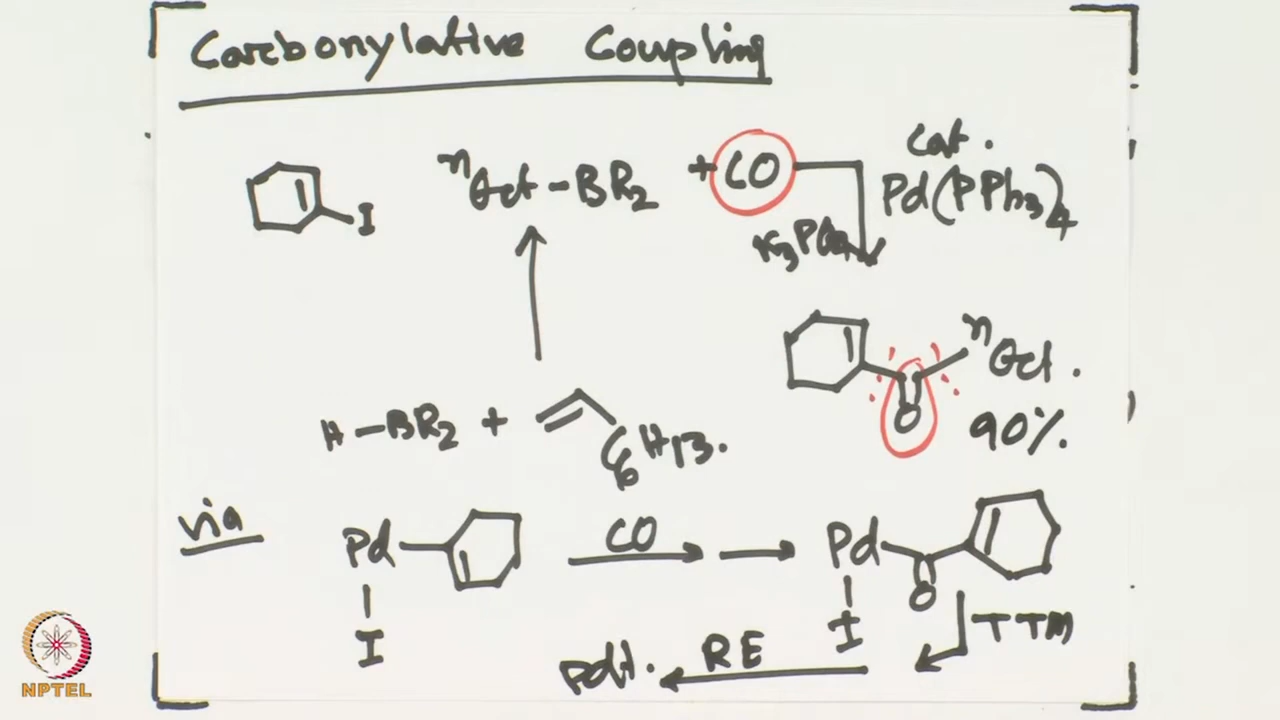 Carbonylative Coupling
I
nOct-BR2 + CO
cat.
Pd(PPh3)4
K3PO4
nOct.
O
90%.
H-BR2 + C6H13.
via
Pd
I
CO
Pd
I
O
TTM
RE
Pdt.
NPTEL